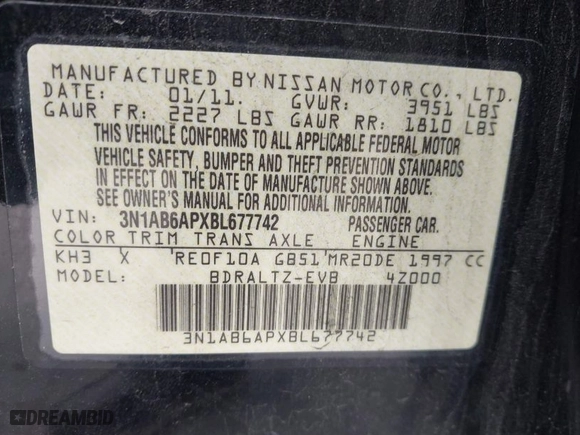 MANUFACTURED BY NISSAN MOTOR CO., LTD.
DATE: 01/11. GVWR: 3951 LBS
GAWR FR: 2227 LBS GAWR RR: 1810 LBS
THIS VEHICLE CONFORMS TO ALL APPLICABLE FEDERAL MOTOR
VEHICLE SAFETY, BUMPER AND THEFT PREVENTION STANDARDS
IN EFFECT ON THE DATE OF MANUFACTURE SHOWN ABOVE.
SEE OWNER'S MANUAL FOR ADDITIONAL INFORMATION.
VIN: 3N1AB6APXBL677742 PASSENGER CAR.
COLOR TRIM TRANS AXLE ENGINE
KH3 X RE0F10A GB51 MR20DE 1997 CC
MODEL: BDRALTZ-EVB 4Z000
3N1AB6APXBL677742
DREAMBID